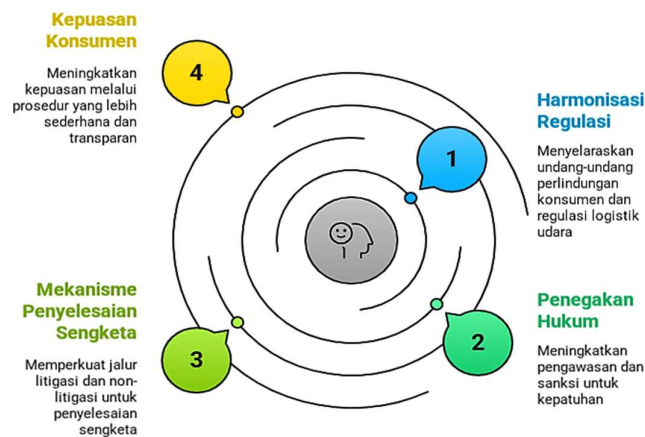 Kepuasan
Konsumen
Meningkatkan
kepuasan melalui
prosedur yang lebih
sederhana dan
transparan
4
Harmonisasi
Regulasi
Menyelaraskan
undang-undang
perlindungan
konsumen dan
regulasi logistik
udara
1
Mekanisme
Penyelesaian
Sengketa
Memperkuat jalur
litigasi dan non-
litigasi untuk
penyelesaian
sengketa
3
Penegakan
Hukum
Meningkatkan
pengawasan dan
sanksi untuk
kepatuhan
2